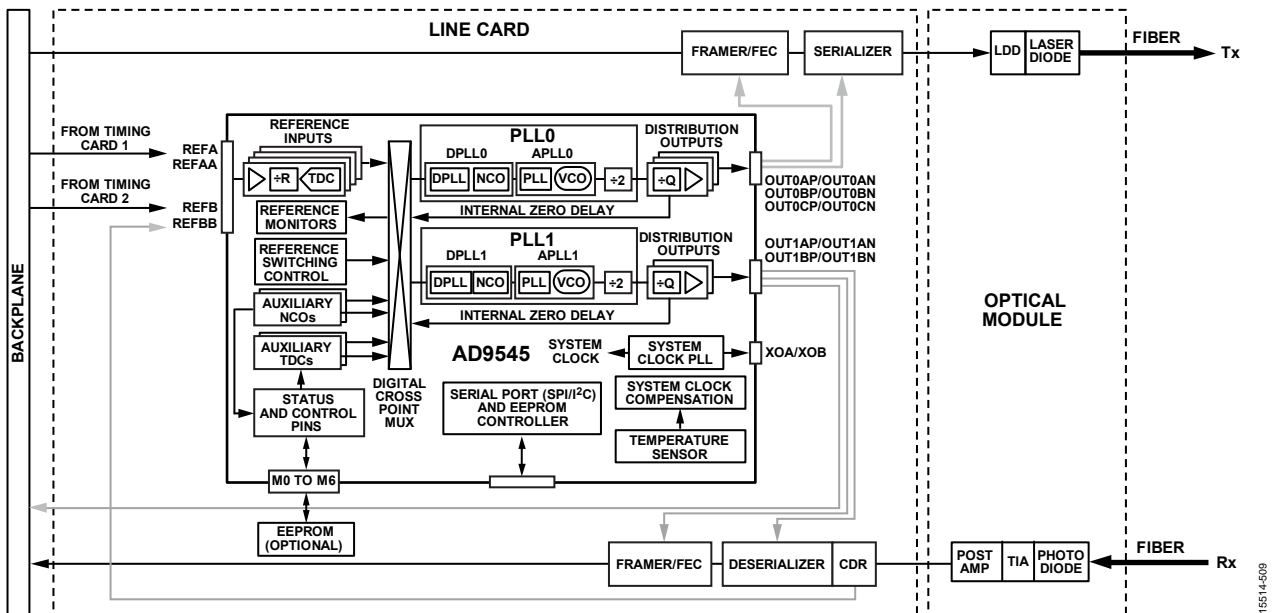 LINE CARD
FRAMER/FEC
SERIALIZER
LDD
LASER
DIODE
FIBER
Tx
FROM TIMING
CARD 1
REFA
REFAA
FROM TIMING
CARD 2
REFB
REFBB
BACKPLANE
REFERENCE
INPUTS
÷R
TDC
REFERENCE
MONITORS
REFERENCE
SWITCHING
CONTROL
AUXILIARY
NCOs
AUXILIARY
TDCs
STATUS
AND CONTROL
PINS
M0 TO M6
EEPROM
(OPTIONAL)
DIGITAL
CROSS
POINT
MUX
PLL0
DPLL0
APLL0
DPLL
NCO
PLL
VCO
÷2
DISTRIBUTION
OUTPUTS
÷Q
INTERNAL ZERO DELAY
OUT0AP/OUT0AN
OUT0BP/OUT0BN
OUT0CP/OUT0CN
PLL1
DPLL1
APLL1
DPLL
NCO
PLL
VCO
÷2
DISTRIBUTION
OUTPUTS
÷Q
INTERNAL ZERO DELAY
OUT1AP/OUT1AN
OUT1BP/OUT1BN
AD9545
SYSTEM
CLOCK
SYSTEM
CLOCK PLL
XOA/XOB
SERIAL PORT (SPI/I²C)
AND EEPROM
CONTROLLER
SYSTEM CLOCK
COMPENSATION
TEMPERATURE
SENSOR
OPTICAL
MODULE
FRAMER/FEC
DESERIALIZER
CDR
POST
AMP
TIA
PHOTO
DIODE
FIBER
Rx
15514-509